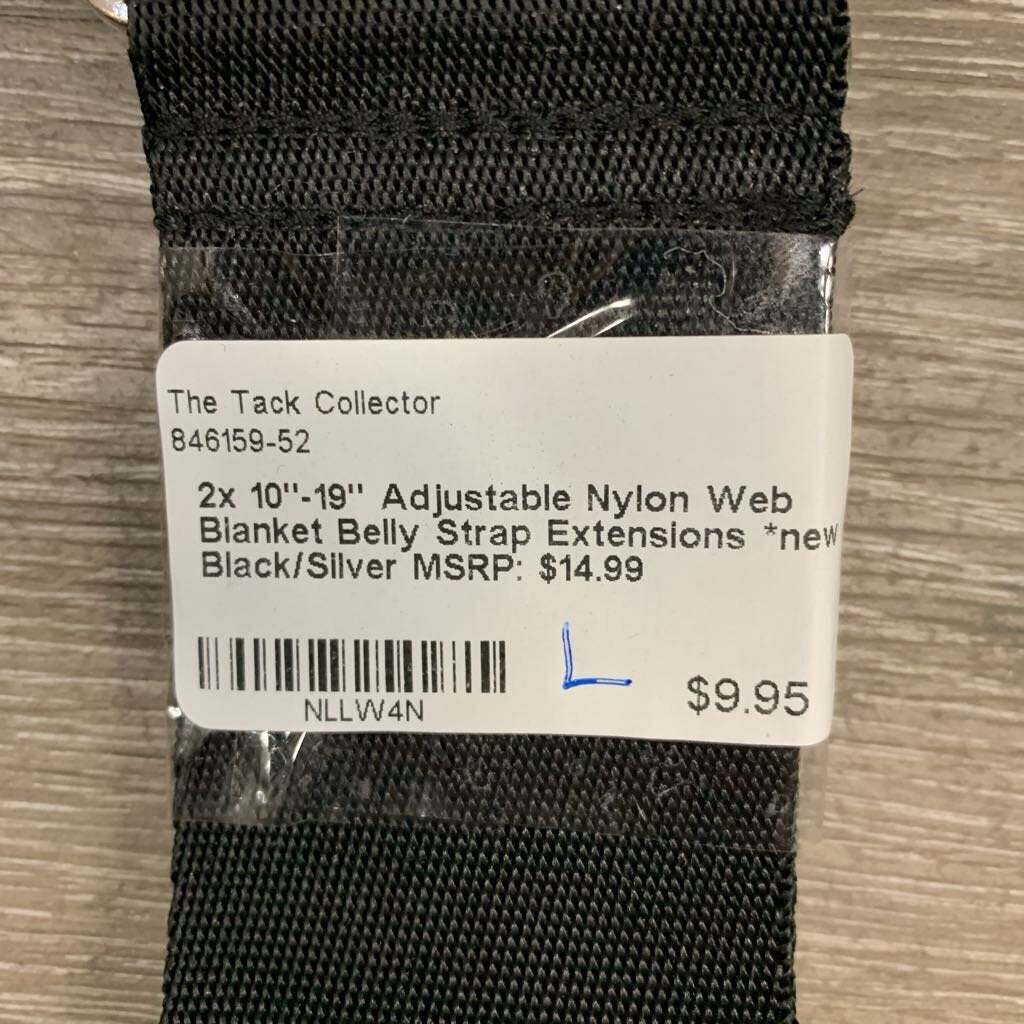 The Tack Collector
846159-52
2x 10"-19" Adjustable Nylon Web
Blanket Belly Strap Extensions *new
Black/Silver MSRP: $14.99
L
$9.95
NLLW4N